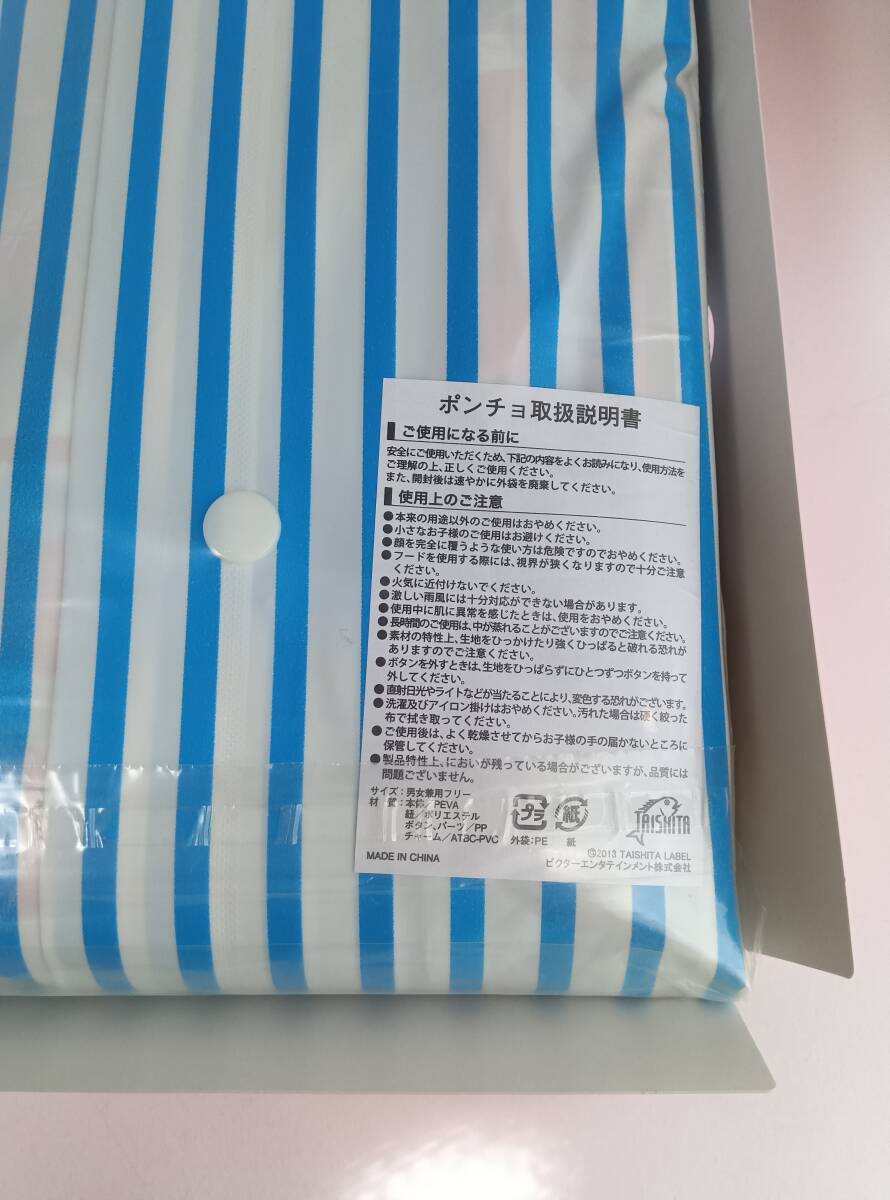 ポンチョ取扱説明書
ご使用になる前に
安全にご使用いただくため、下記の内容をよくお読みになり、使用方法を
ご理解の上、正しくご使用ください。
また、開封後は速やかに外袋を廃棄してください。
使用上のご注意
●本来の用途以外のご使用はおやめください。
●小さなお子様のご使用はお避けください。
●顔を完全に覆うような使い方は危険ですのでおやめください。
●フードを使用する際には、視界が狭くなりますので十分ご注意
ください。
●火気に近付けないでください。
●激しい雨風には十分対応ができない場合があります。
●使用中に肌に異常を感じたときは、使用をおやめください。
●長時間のご使用は、中が蒸れることがございますのでご注意ください。
●素材の特性上、生地をひっかけたり強くひっぱると破れる恐れが
ありますのでご注意ください。
●ボタンを外すときは、生地をひっぱらずにひとつずつボタンを持って
外してください。
●直射日光やライトなどが当たることにより、変色する恐れがございます。
●洗濯及びアイロン掛けはおやめください。汚れた場合は硬く絞った
布で拭き取ってください。
●ご使用後は、よく乾燥させてからお子様の手の届かないところに
保管してください。
●製品特性上、においが残っている場合がございますが、品質には
問題ございません。
サイズ：男女兼用フリー
材 質：本体／PEVA
紐／ポリエステル
ボタン、パーツ／PP
チャーム／ATBC-PVC
プラ
外袋：PE
紙
紙
TAISHITA
MADE IN CHINA
©2013 TAISHITA LABEL
ビクターエンタテインメント株式会社